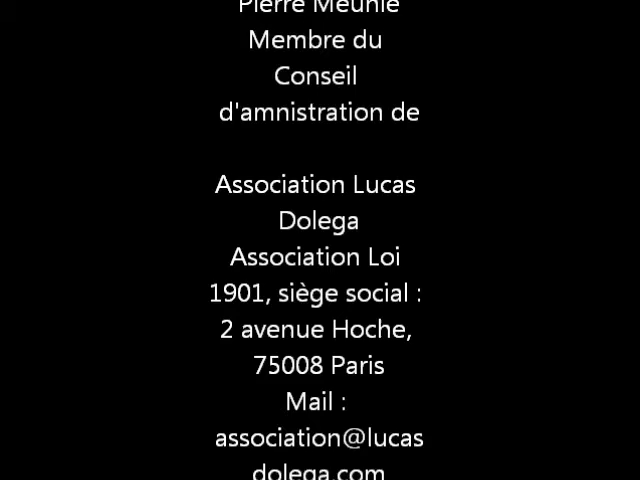 Pierre Meunie
Membre du
Conseil
d'amnistration de
Association Lucas
Dolega
Association Loi
1901, siège social :
2 avenue Hoche,
75008 Paris
Mail :
association@lucas
dolega.com